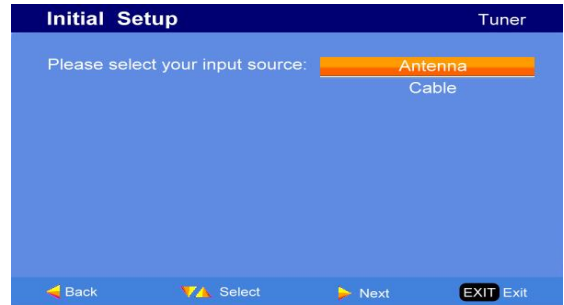 Initial Setup Tuner
Please select your input source: Antenna
Cable
Back Select Next EXIT Exit